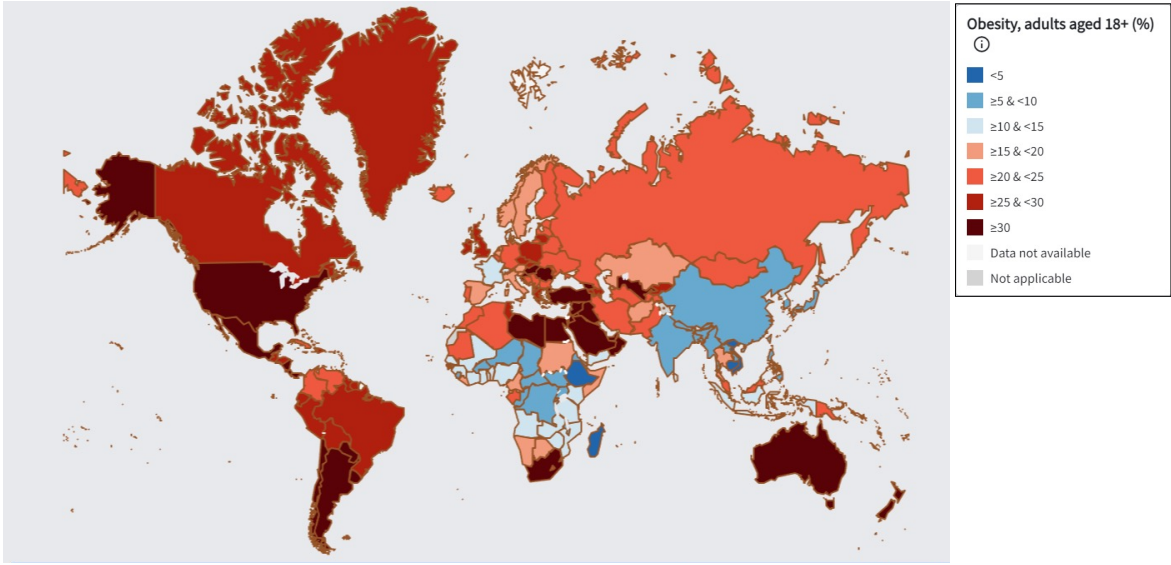 Obesity, adults aged 18+ (%)
i
<5
≥5 & <10
≥10 & <15
≥15 & <20
≥20 & <25
≥25 & <30
≥30
Data not available
Not applicable